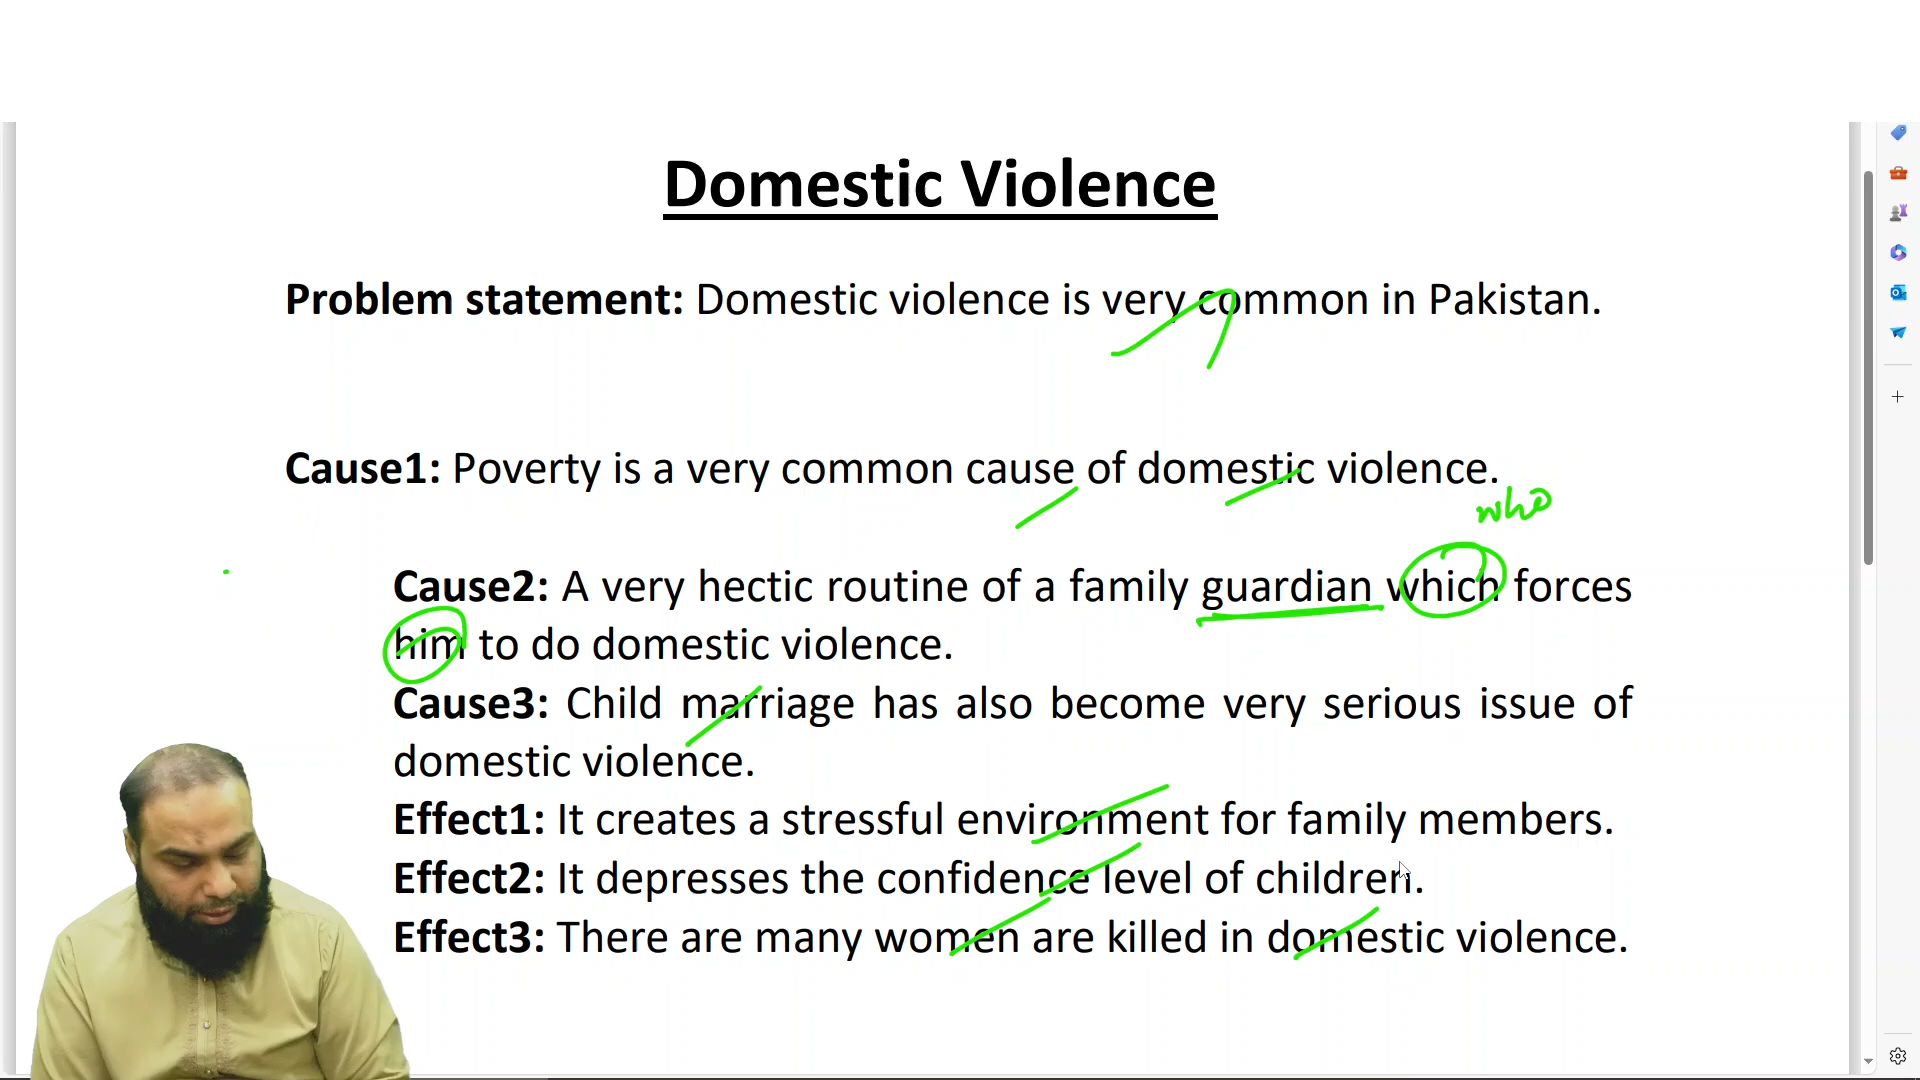 Domestic Violence
Problem statement: Domestic violence is very common in Pakistan.
Cause1: Poverty is a very common cause of domestic violence.
who
Cause2: A very hectic routine of a family guardian which forces
him to do domestic violence.
Cause3: Child marriage has also become very serious issue of
domestic violence.
Effect1: It creates a stressful environment for family members.
Effect2: It depresses the confidence level of children.
Effect3: There are many women are killed in domestic violence.